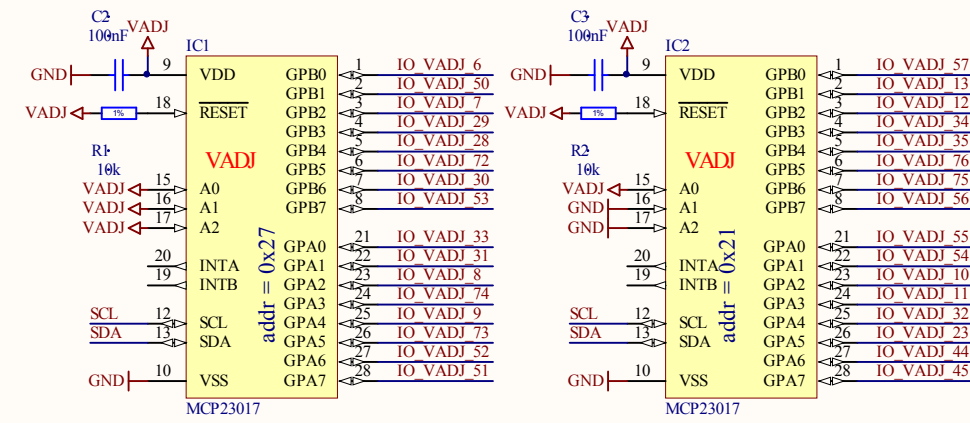 C2 VADJ
100nF
IC1
GND 9 VDD GPB0 1 IO_VADJ_6
GPB1 2 IO_VADJ_50
VADJ 1% 18 RESET GPB2 3 IO_VADJ_7
GPB3 4 IO_VADJ_29
R1 VADJ GPB4 5 IO_VADJ_28
10k GPB5 6 IO_VADJ_72
VADJ 15 A0 GPB6 7 IO_VADJ_30
VADJ 16 A1 GPB7 8 IO_VADJ_53
VADJ 17 A2
GPA0 21 IO_VADJ_33
20 INTA GPA1 22 IO_VADJ_31
19 INTB GPA2 23 IO_VADJ_8
addr = 0x27
GPA3 24 IO_VADJ_74
SCL 12 SCL GPA4 25 IO_VADJ_9
SDA 13 SDA GPA5 26 IO_VADJ_73
GPA6 27 IO_VADJ_52
GND 10 VSS GPA7 28 IO_VADJ_51
MCP23017
C3 VADJ
100nF
IC2
GND 9 VDD GPB0 1 IO_VADJ_57
GPB1 2 IO_VADJ_13
VADJ 1% 18 RESET GPB2 3 IO_VADJ_12
GPB3 4 IO_VADJ_34
R2 VADJ GPB4 5 IO_VADJ_35
10k GPB5 6 IO_VADJ_76
VADJ 15 A0 GPB6 7 IO_VADJ_75
GND 16 A1 GPB7 8 IO_VADJ_56
GND 17 A2
GPA0 21 IO_VADJ_55
20 INTA GPA1 22 IO_VADJ_54
19 INTB GPA2 23 IO_VADJ_10
addr = 0x21
GPA3 24 IO_VADJ_11
SCL 12 SCL GPA4 25 IO_VADJ_32
SDA 13 SDA GPA5 26 IO_VADJ_23
GPA6 27 IO_VADJ_44
GND 10 VSS GPA7 28 IO_VADJ_45
MCP23017